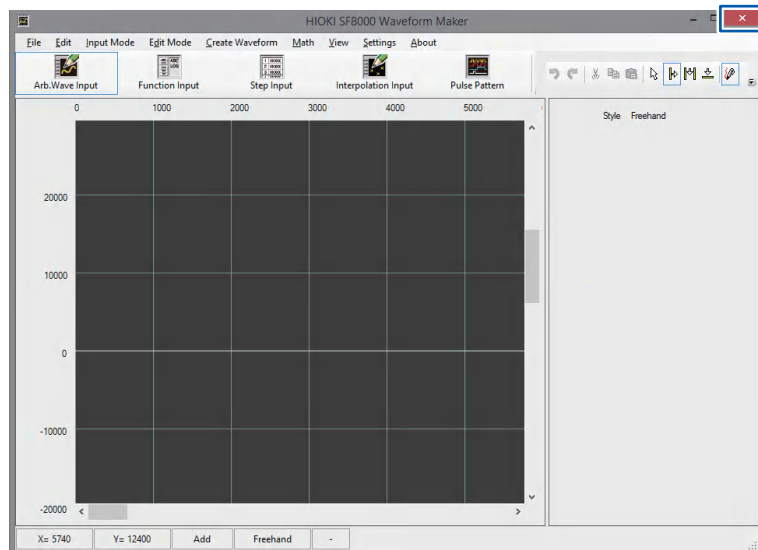 HIOKI SF8000 Waveform Maker
File Edit Input Mode Edit Mode Create Waveform Math View Settings About
Arb.Wave Input Function Input Step Input Interpolation Input Pulse Pattern
0 1000 2000 3000 4000 5000
Style Freehand
20000
10000
0
-10000
-20000
X= 5740 Y= 12400 Add Freehand -